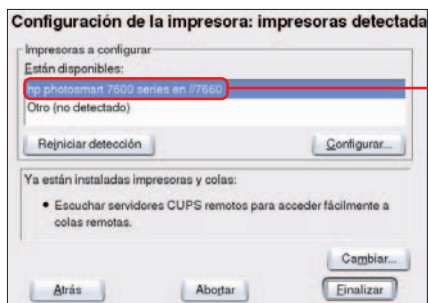 Configuración de la impresora: impresoras detectada
Impresoras a configurar
Están disponibles:
hp photosmart 7600 series en //7660
Otro (no detectado)
Reiniciar detección
Configurar...
Ya están instaladas impresoras y colas:
• Escuchar servidores CUPS remotos para acceder fácilmente a
colas remotas.
Cambiar...
Atrás
Abortar
Finalizar